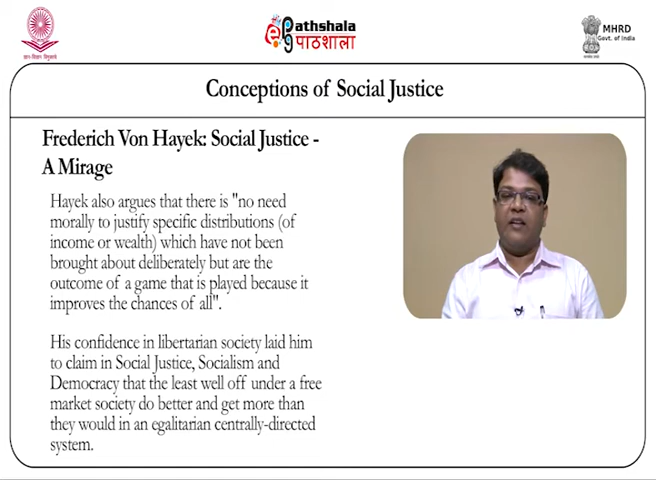 Pathshala
पाठशाला
MHRD
Govt. of India
Conceptions of Social Justice
Frederich Von Hayek: Social Justice -
A Mirage
Hayek also argues that there is "no need
morally to justify specific distributions (of
income or wealth) which have not been
brought about deliberately but are the
outcome of a game that is played because it
improves the chances of all".
His confidence in libertarian society laid him
to claim in Social Justice, Socialism and
Democracy that the least well off under a free
market society do better and get more than
they would in an egalitarian centrally-directed
system.